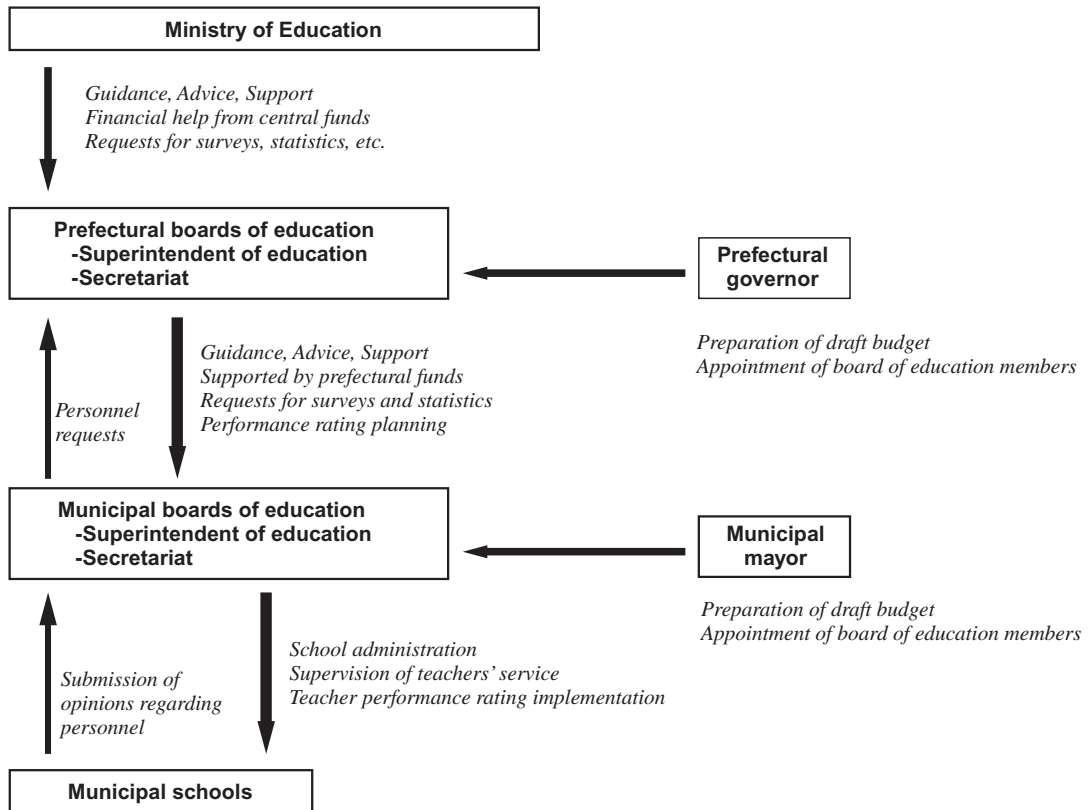 Ministry of Education
Guidance, Advice, Support
Financial help from central funds
Requests for surveys, statistics, etc.
Prefectural boards of education
-Superintendent of education
-Secretariat
Prefectural
governor
Preparation of draft budget
Appointment of board of education members
Guidance, Advice, Support
Supported by prefectural funds
Requests for surveys and statistics
Performance rating planning
Personnel
requests
Municipal boards of education
-Superintendent of education
-Secretariat
Municipal
mayor
Preparation of draft budget
Appointment of board of education members
School administration
Supervision of teachers’ service
Teacher performance rating implementation
Submission of
opinions regarding
personnel
Municipal schools